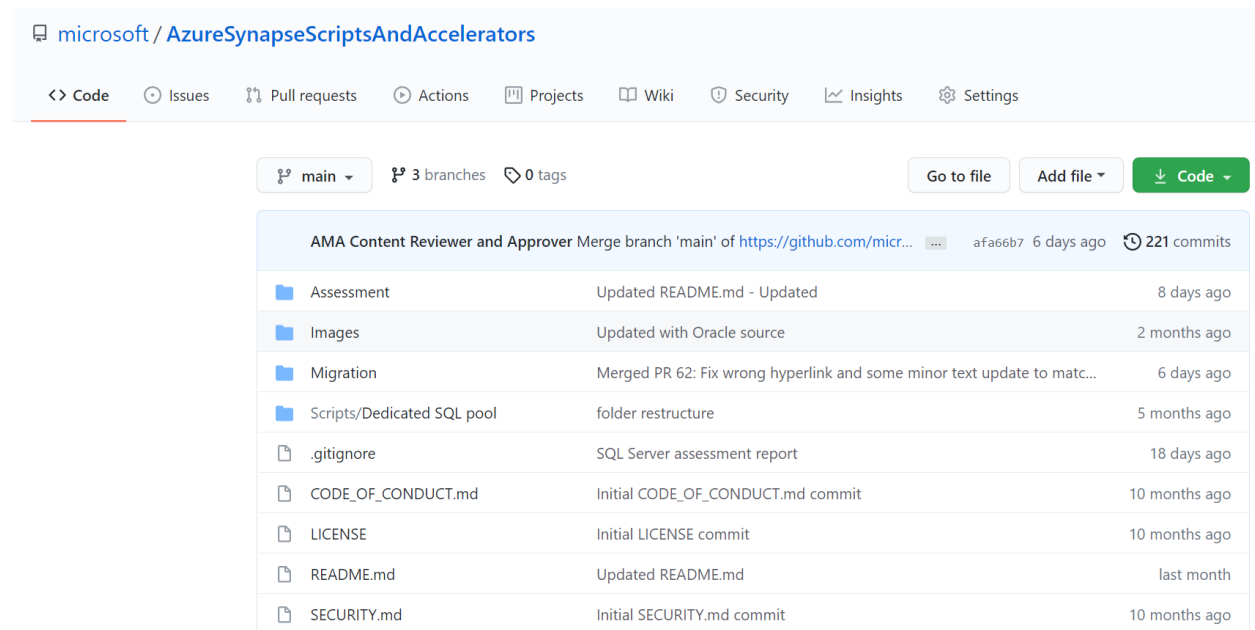 microsoft / AzureSynapseScriptsAndAccelerators
<> Code Issues Pull requests Actions Projects Wiki Security Insights Settings
main 3 branches 0 tags Go to file Add file Code
AMA Content Reviewer and Approver Merge branch 'main' of https://github.com/micr... ... afa66b7 6 days ago 221 commits
Assessment Updated README.md - Updated 8 days ago
Images Updated with Oracle source 2 months ago
Migration Merged PR 62: Fix wrong hyperlink and some minor text update to matc... 6 days ago
Scripts/Dedicated SQL pool folder restructure 5 months ago
.gitignore SQL Server assessment report 18 days ago
CODE_OF_CONDUCT.md Initial CODE_OF_CONDUCT.md commit 10 months ago
LICENSE Initial LICENSE commit 10 months ago
README.md Updated README.md last month
SECURITY.md Initial SECURITY.md commit 10 months ago